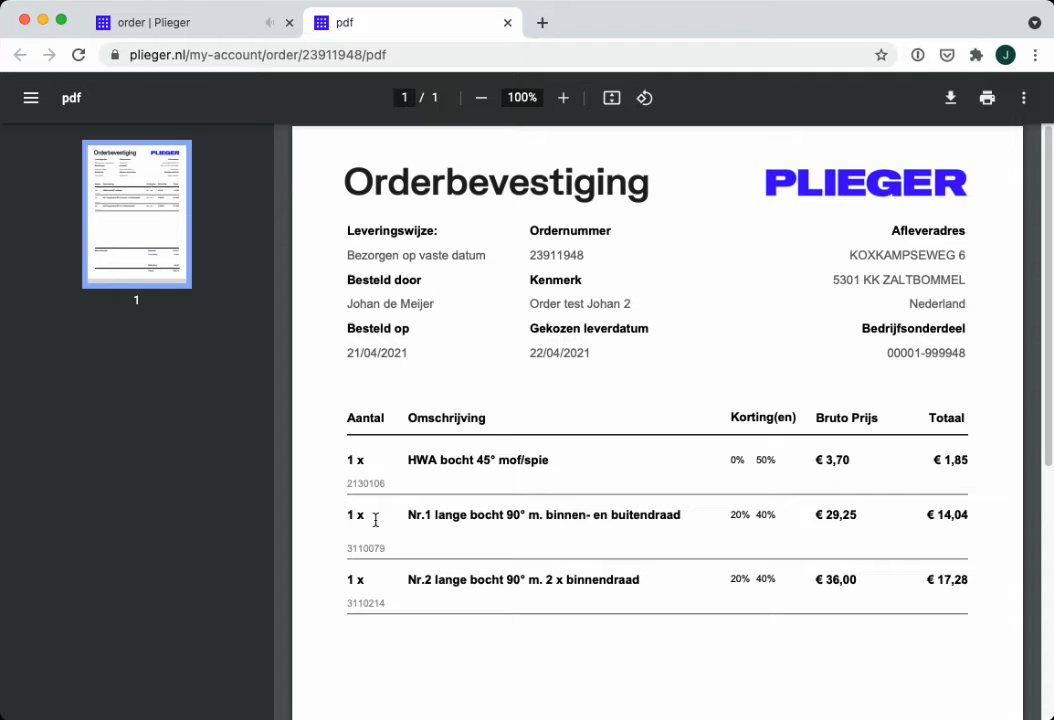 order | Plieger
pdf
plieger.nl/my-account/order/23911948/pdf
J
pdf
1 / 1
100%
1
Orderbevestiging
PLIEGER
Leveringswijze: Ordernummer Afleveradres
Bezorgen op vaste datum 23911948 KOXKAMPSEWEG 6
Besteld door Kenmerk 5301 KK ZALTBOMMEL
Johan de Meijer Order test Johan 2 Nederland
Besteld op Gekozen leverdatum Bedrijfsonderdeel
21/04/2021 22/04/2021 00001-999948
Aantal Omschrijving Korting(en) Bruto Prijs Totaal
1 x HWA bocht 45° mof/spie 0% 50% € 3,70 € 1,85
2130106
1 x Nr.1 lange bocht 90° m. binnen- en buitendraad 20% 40% € 29,25 € 14,04
3110079
1 x Nr.2 lange bocht 90° m. 2 x binnendraad 20% 40% € 36,00 € 17,28
3110214